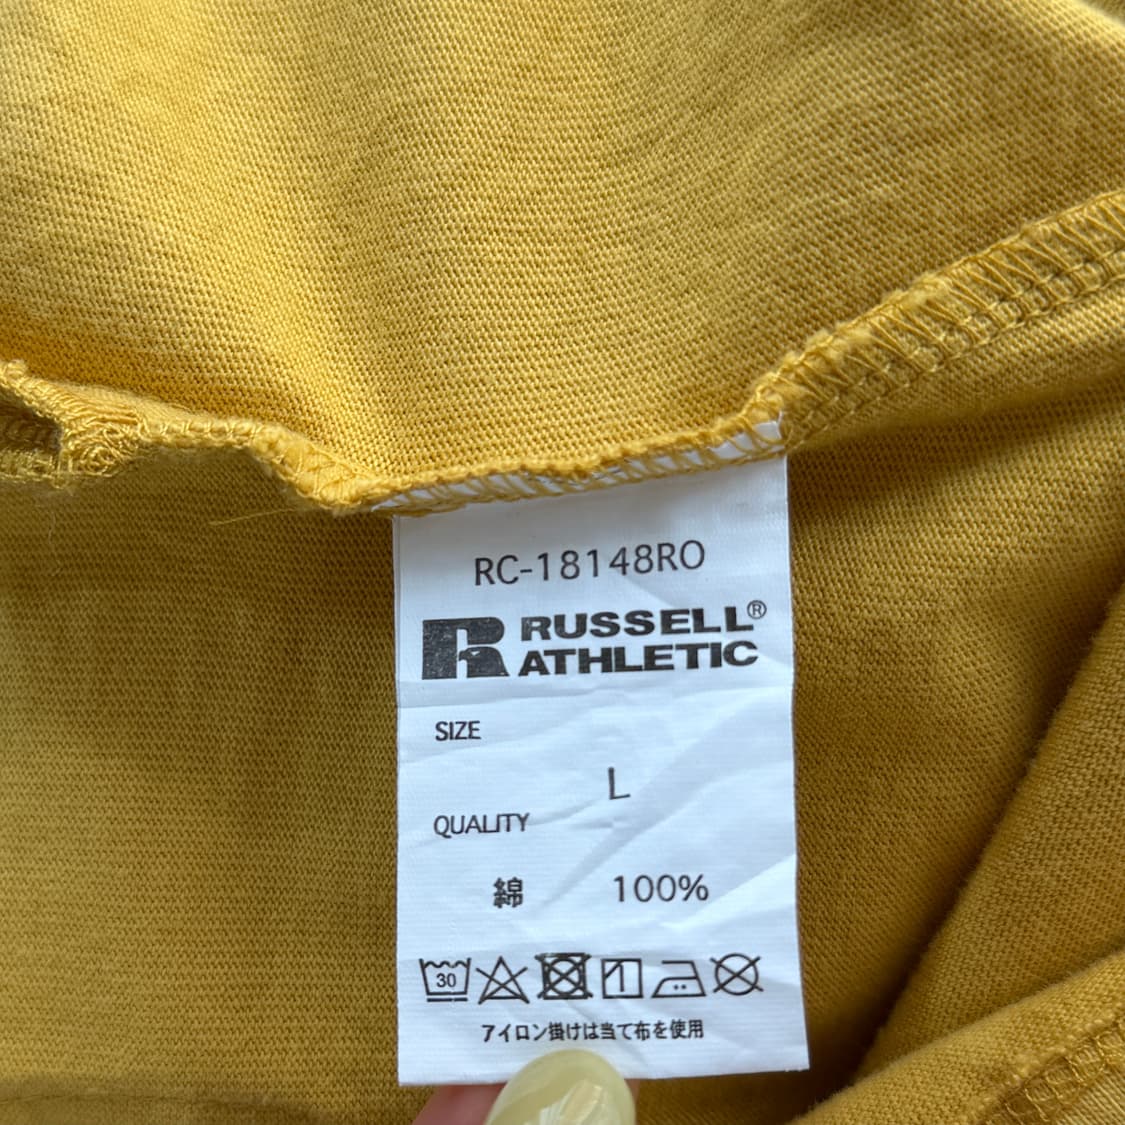 RC-18148RO
RUSSELL®
ATHLETIC
SIZE
L
QUALITY
綿 100%
30
アイロン掛けは当て布を使用